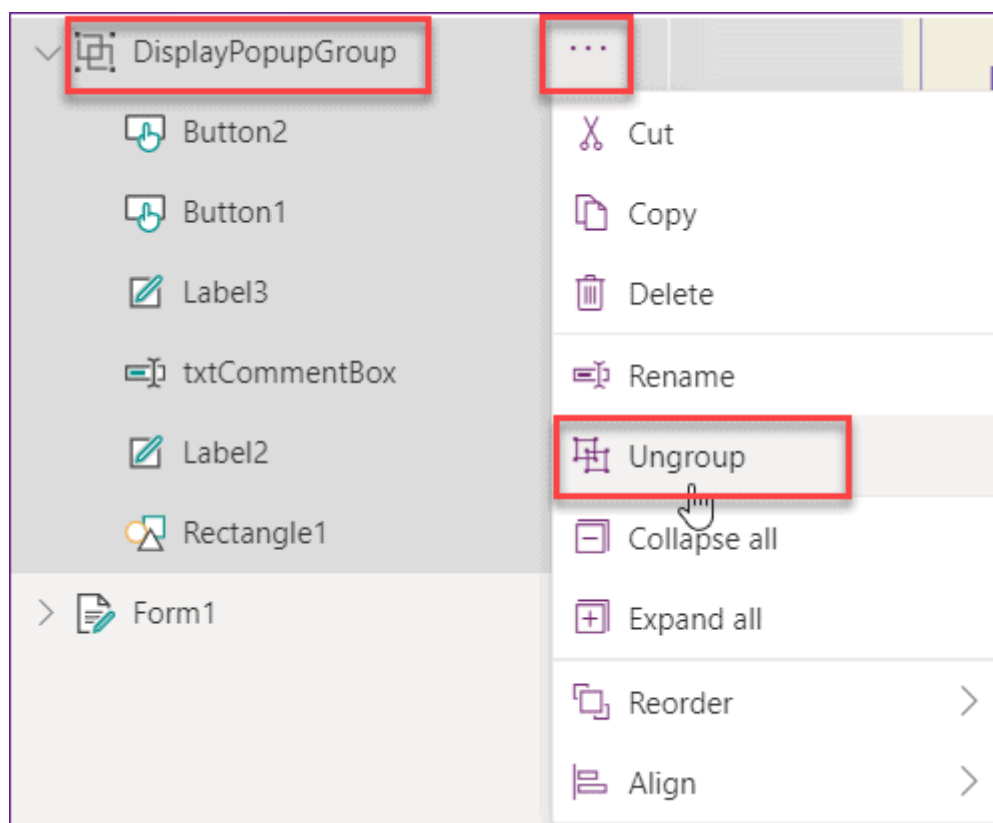 DisplayPopupGroup
...
Button2
Button1
Label3
txtCommentBox
Label2
Rectangle1
Form1
Cut
Copy
Delete
Rename
Ungroup
Collapse all
Expand all
Reorder
Align